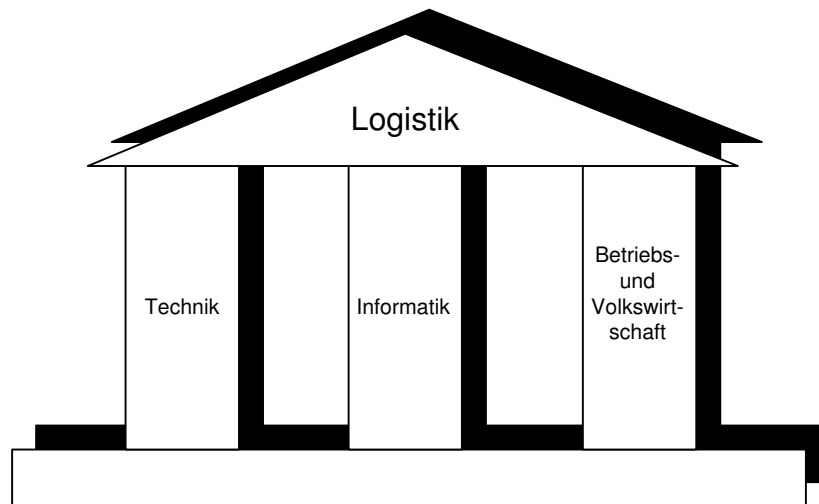 Logistik
Technik
Informatik
Betriebs-
und
Volkswirt-
schaft